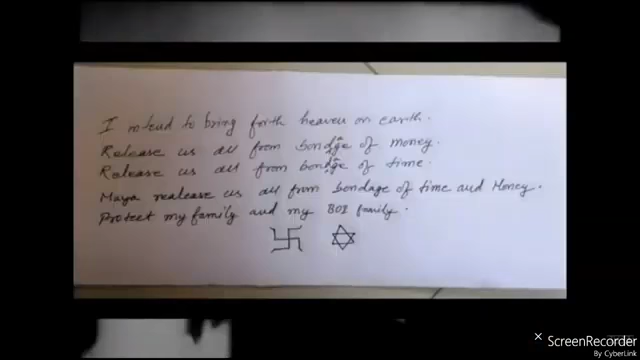 I intend to bring forth heaven on earth.
Release us all from bondage of money.
Release us all from bondage of time.
Maya realease us all from bondage of time and Money.
Protect my family and my BOI family.
ScreenRecorder
By CyberLink